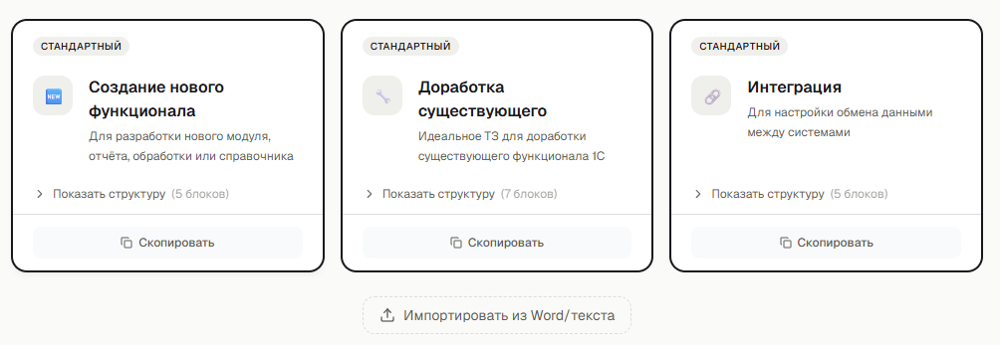 СТАНДАРТНЫЙ
NEW
Создание нового
функционала
Для разработки нового модуля,
отчёта, обработки или справочника
Показать структуру (5 блоков)
Скопировать
СТАНДАРТНЫЙ
Доработка
существующего
Идеальное ТЗ для доработки
существующего функционала 1С
Показать структуру (7 блоков)
Скопировать
СТАНДАРТНЫЙ
Интеграция
Для настройки обмена данными
между системами
Показать структуру (5 блоков)
Скопировать
Импортировать из Word/текста